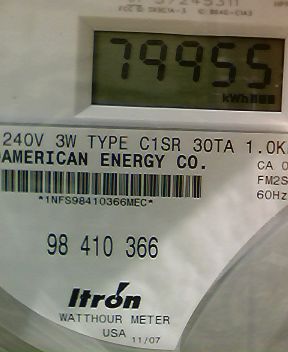 79955
kWh
240V 3W TYPE C1SR 30TA 1.0K
AMERICAN ENERGY CO.
CA 0
*1NFS98410366MEC*
FM2S
60Hz
98 410 366
Itron
WATTHOUR METER
USA 11/07